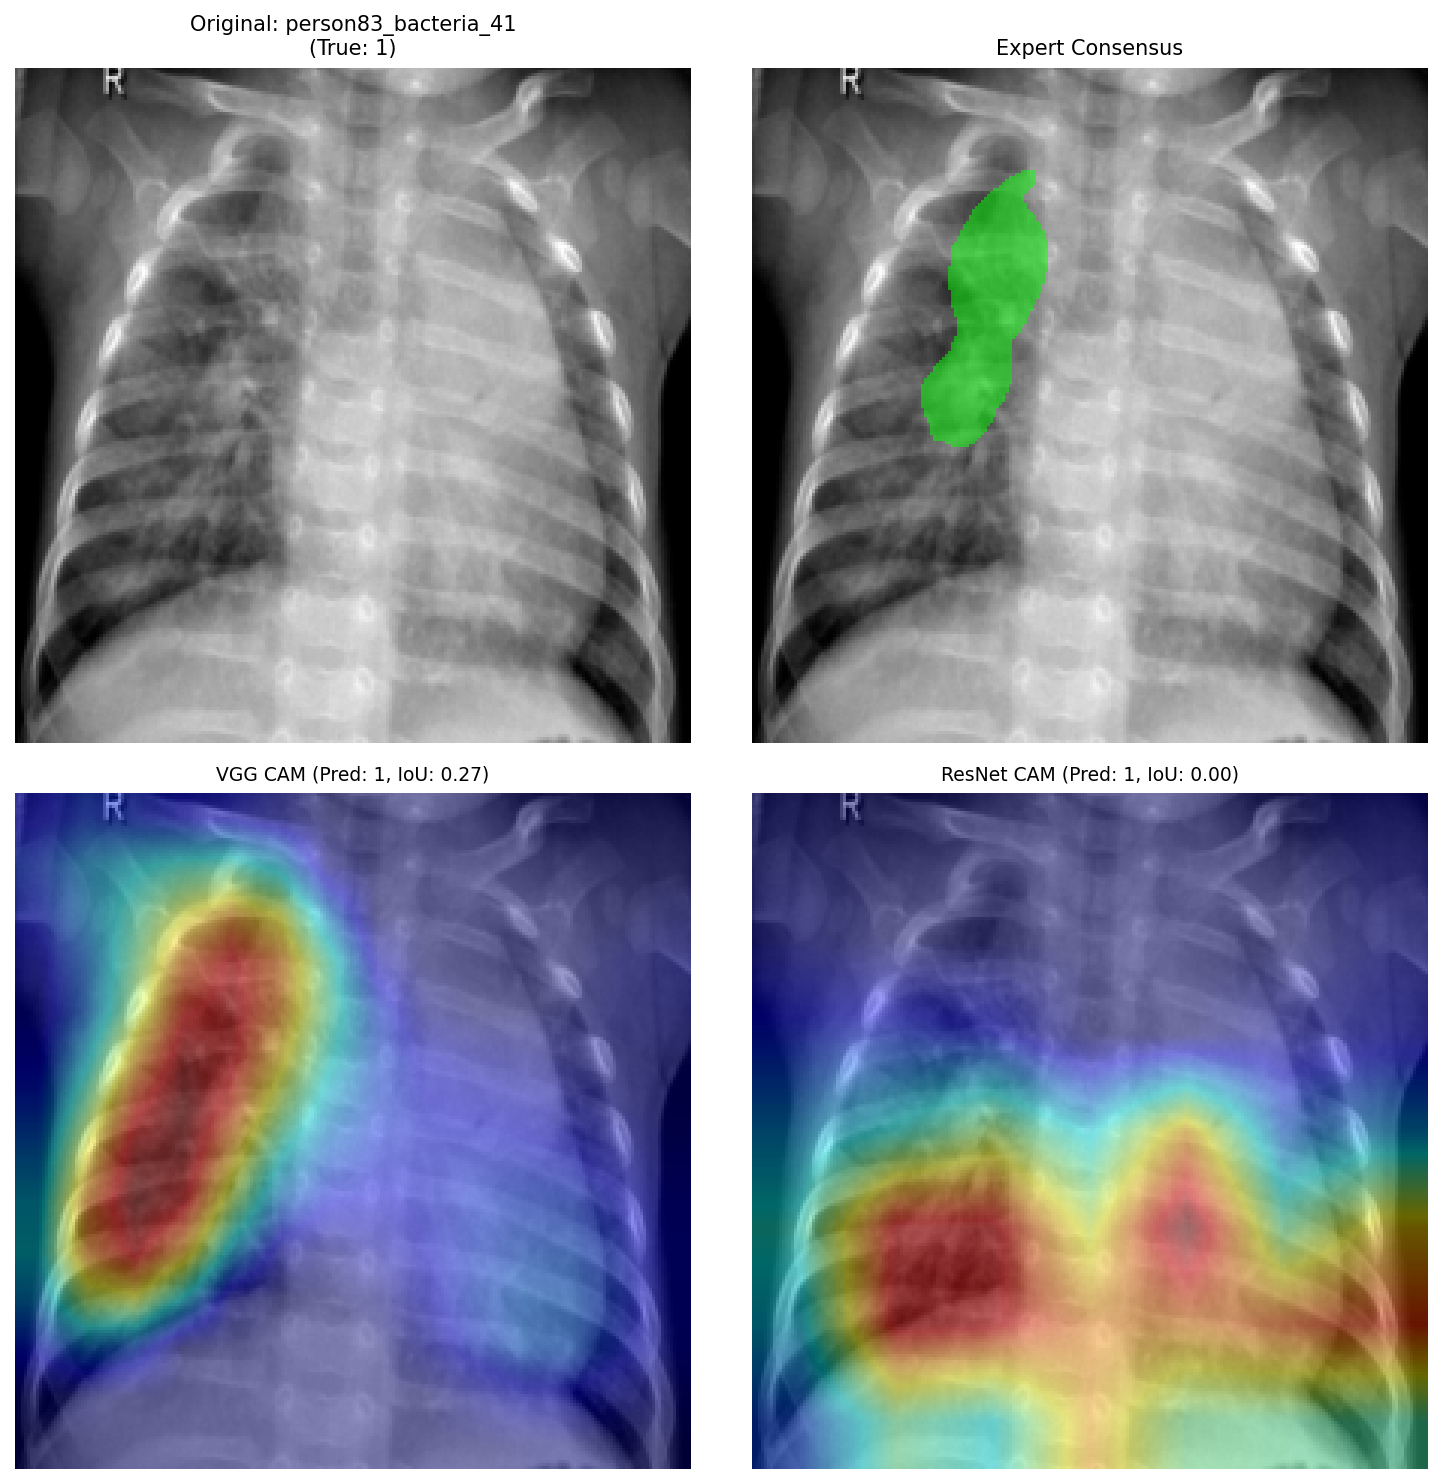 Original: person83_bacteria_41
(True: 1)
Expert Consensus
R
R
VGG CAM (Pred: 1, IoU: 0.27)
ResNet CAM (Pred: 1, IoU: 0.00)
R
R